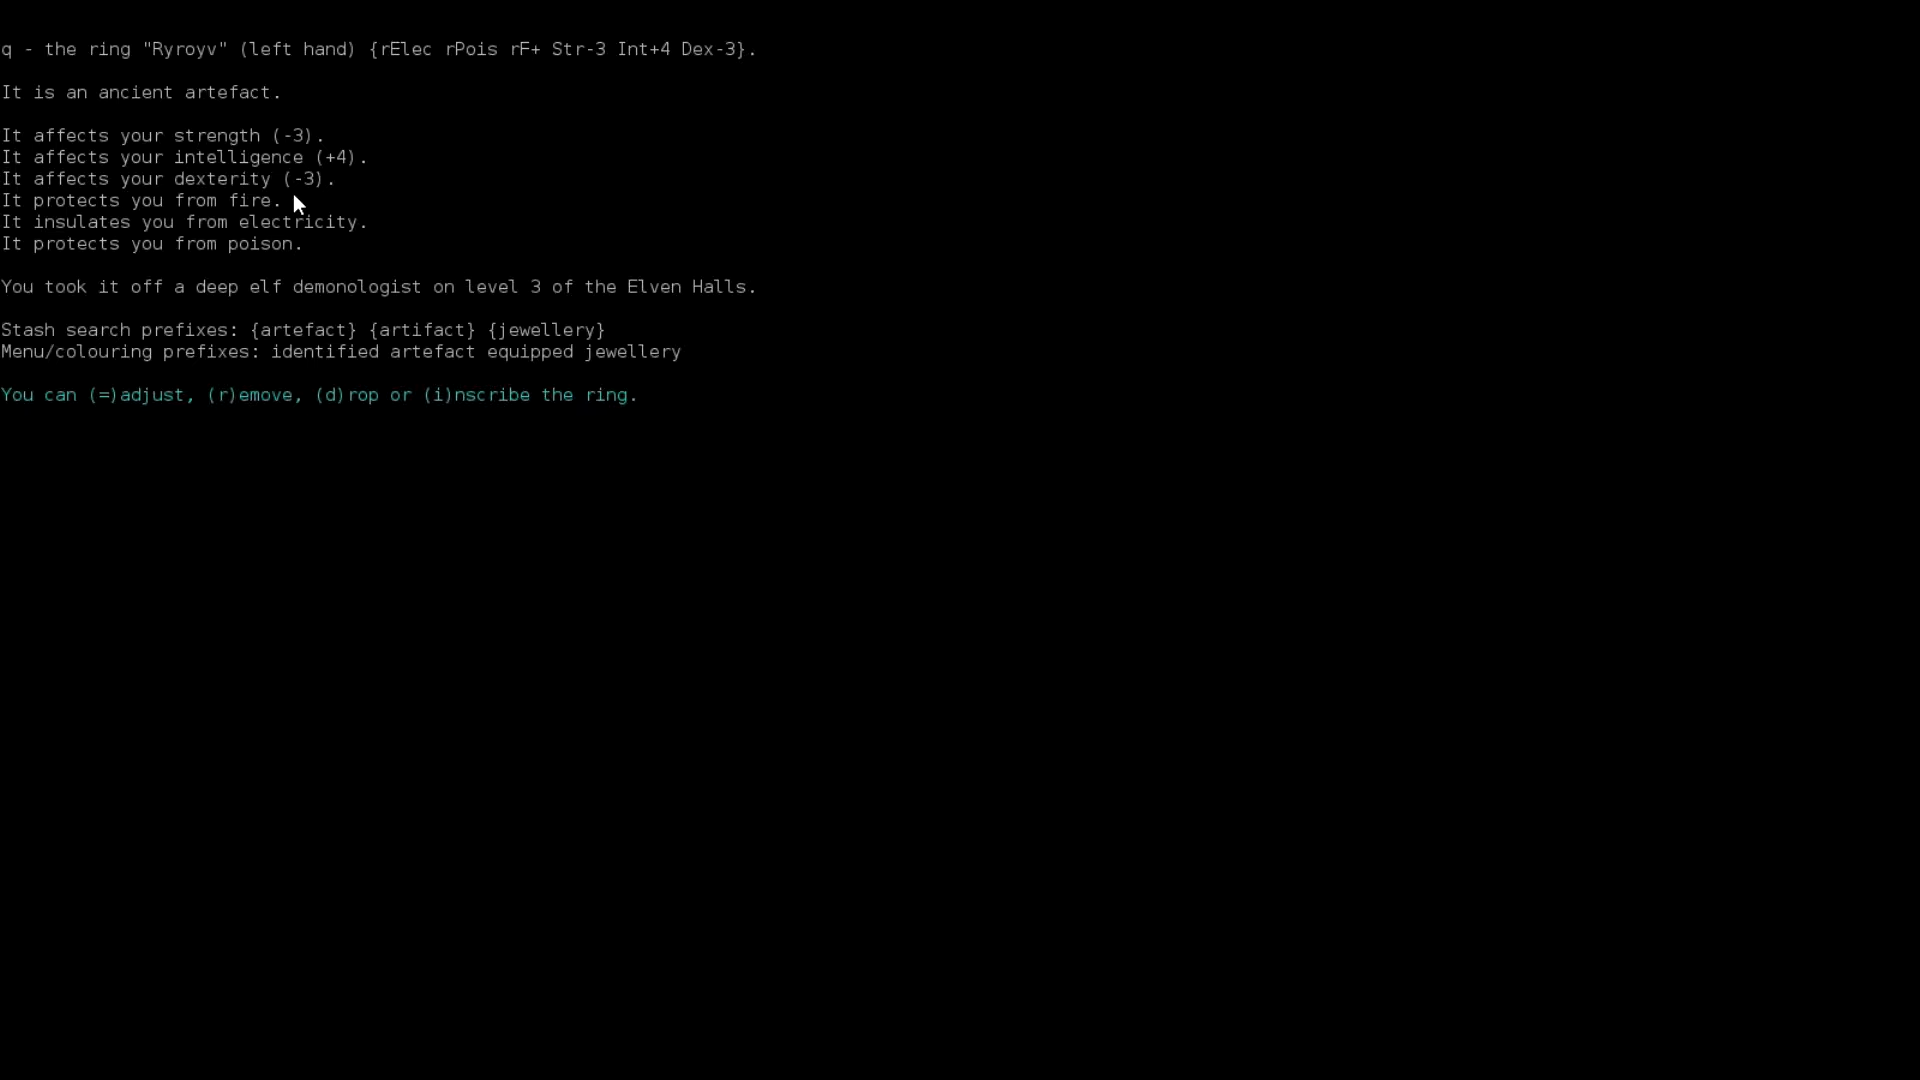 q - the ring "Ryroyv" (left hand) {rElec rPois rF+ Str-3 Int+4 Dex-3}.
It is an ancient artefact.
It affects your strength (-3).
It affects your intelligence (+4).
It affects your dexterity (-3).
It protects you from fire.
It insulates you from electricity.
It protects you from poison.
You took it off a deep elf demonologist on level 3 of the Elven Halls.
Stash search prefixes: {artefact} {artifact} {jewellery}
Menu/colouring prefixes: identified artefact equipped jewellery
You can (=)adjust, (r)emove, (d)rop or (i)nscribe the ring.